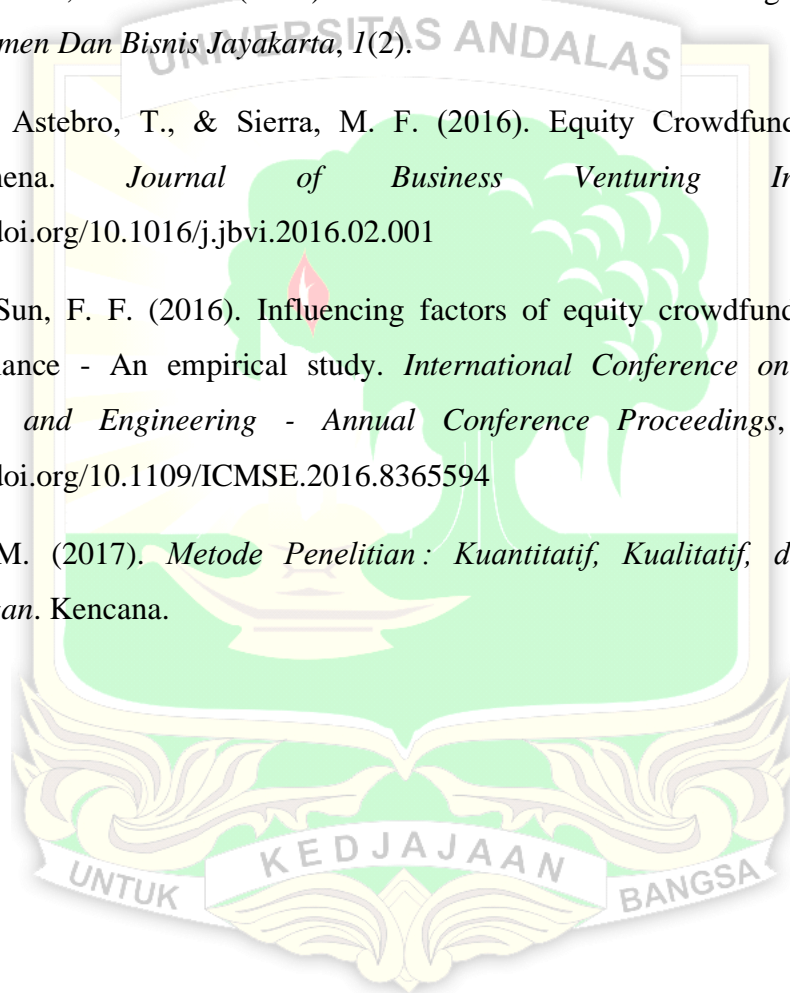 men Dan Bisnis Jayakarta, 1(2).
UNIVERSITAS ANDALAS
Astebro, T., & Sierra, M. F. (2016). Equity Crowdfund
ena. Journal of Business Venturing In
doi.org/10.1016/j.jbvi.2016.02.001
Sun, F. F. (2016). Influencing factors of equity crowdfund
ance - An empirical study. International Conference on
and Engineering - Annual Conference Proceedings,
doi.org/10.1109/ICMSE.2016.8365594
M. (2017). Metode Penelitian : Kuantitatif, Kualitatif, d
an. Kencana.
UNTUK KEDJAJAAN BANGSA